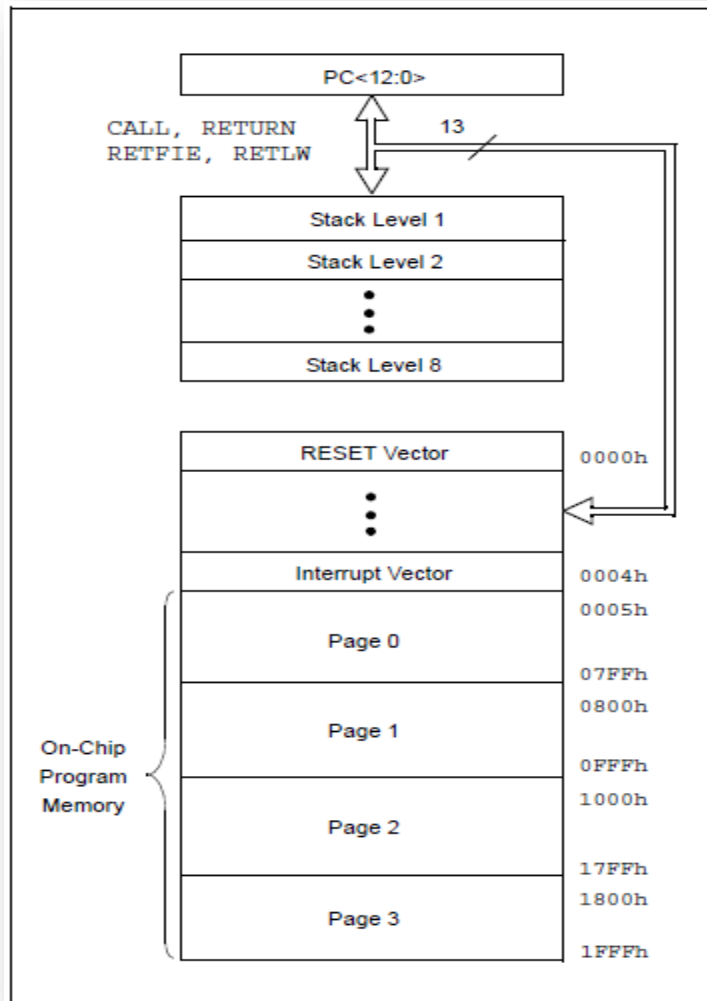 PC<12:0>
CALL, RETURN
RETFIE, RETLW
13
Stack Level 1
Stack Level 2
Stack Level 8
RESET Vector
0000h
Interrupt Vector
0004h
0005h
Page 0
07FFh
0800h
Page 1
On-Chip
Program
Memory
0FFFh
1000h
Page 2
17FFh
1800h
Page 3
1FFFh